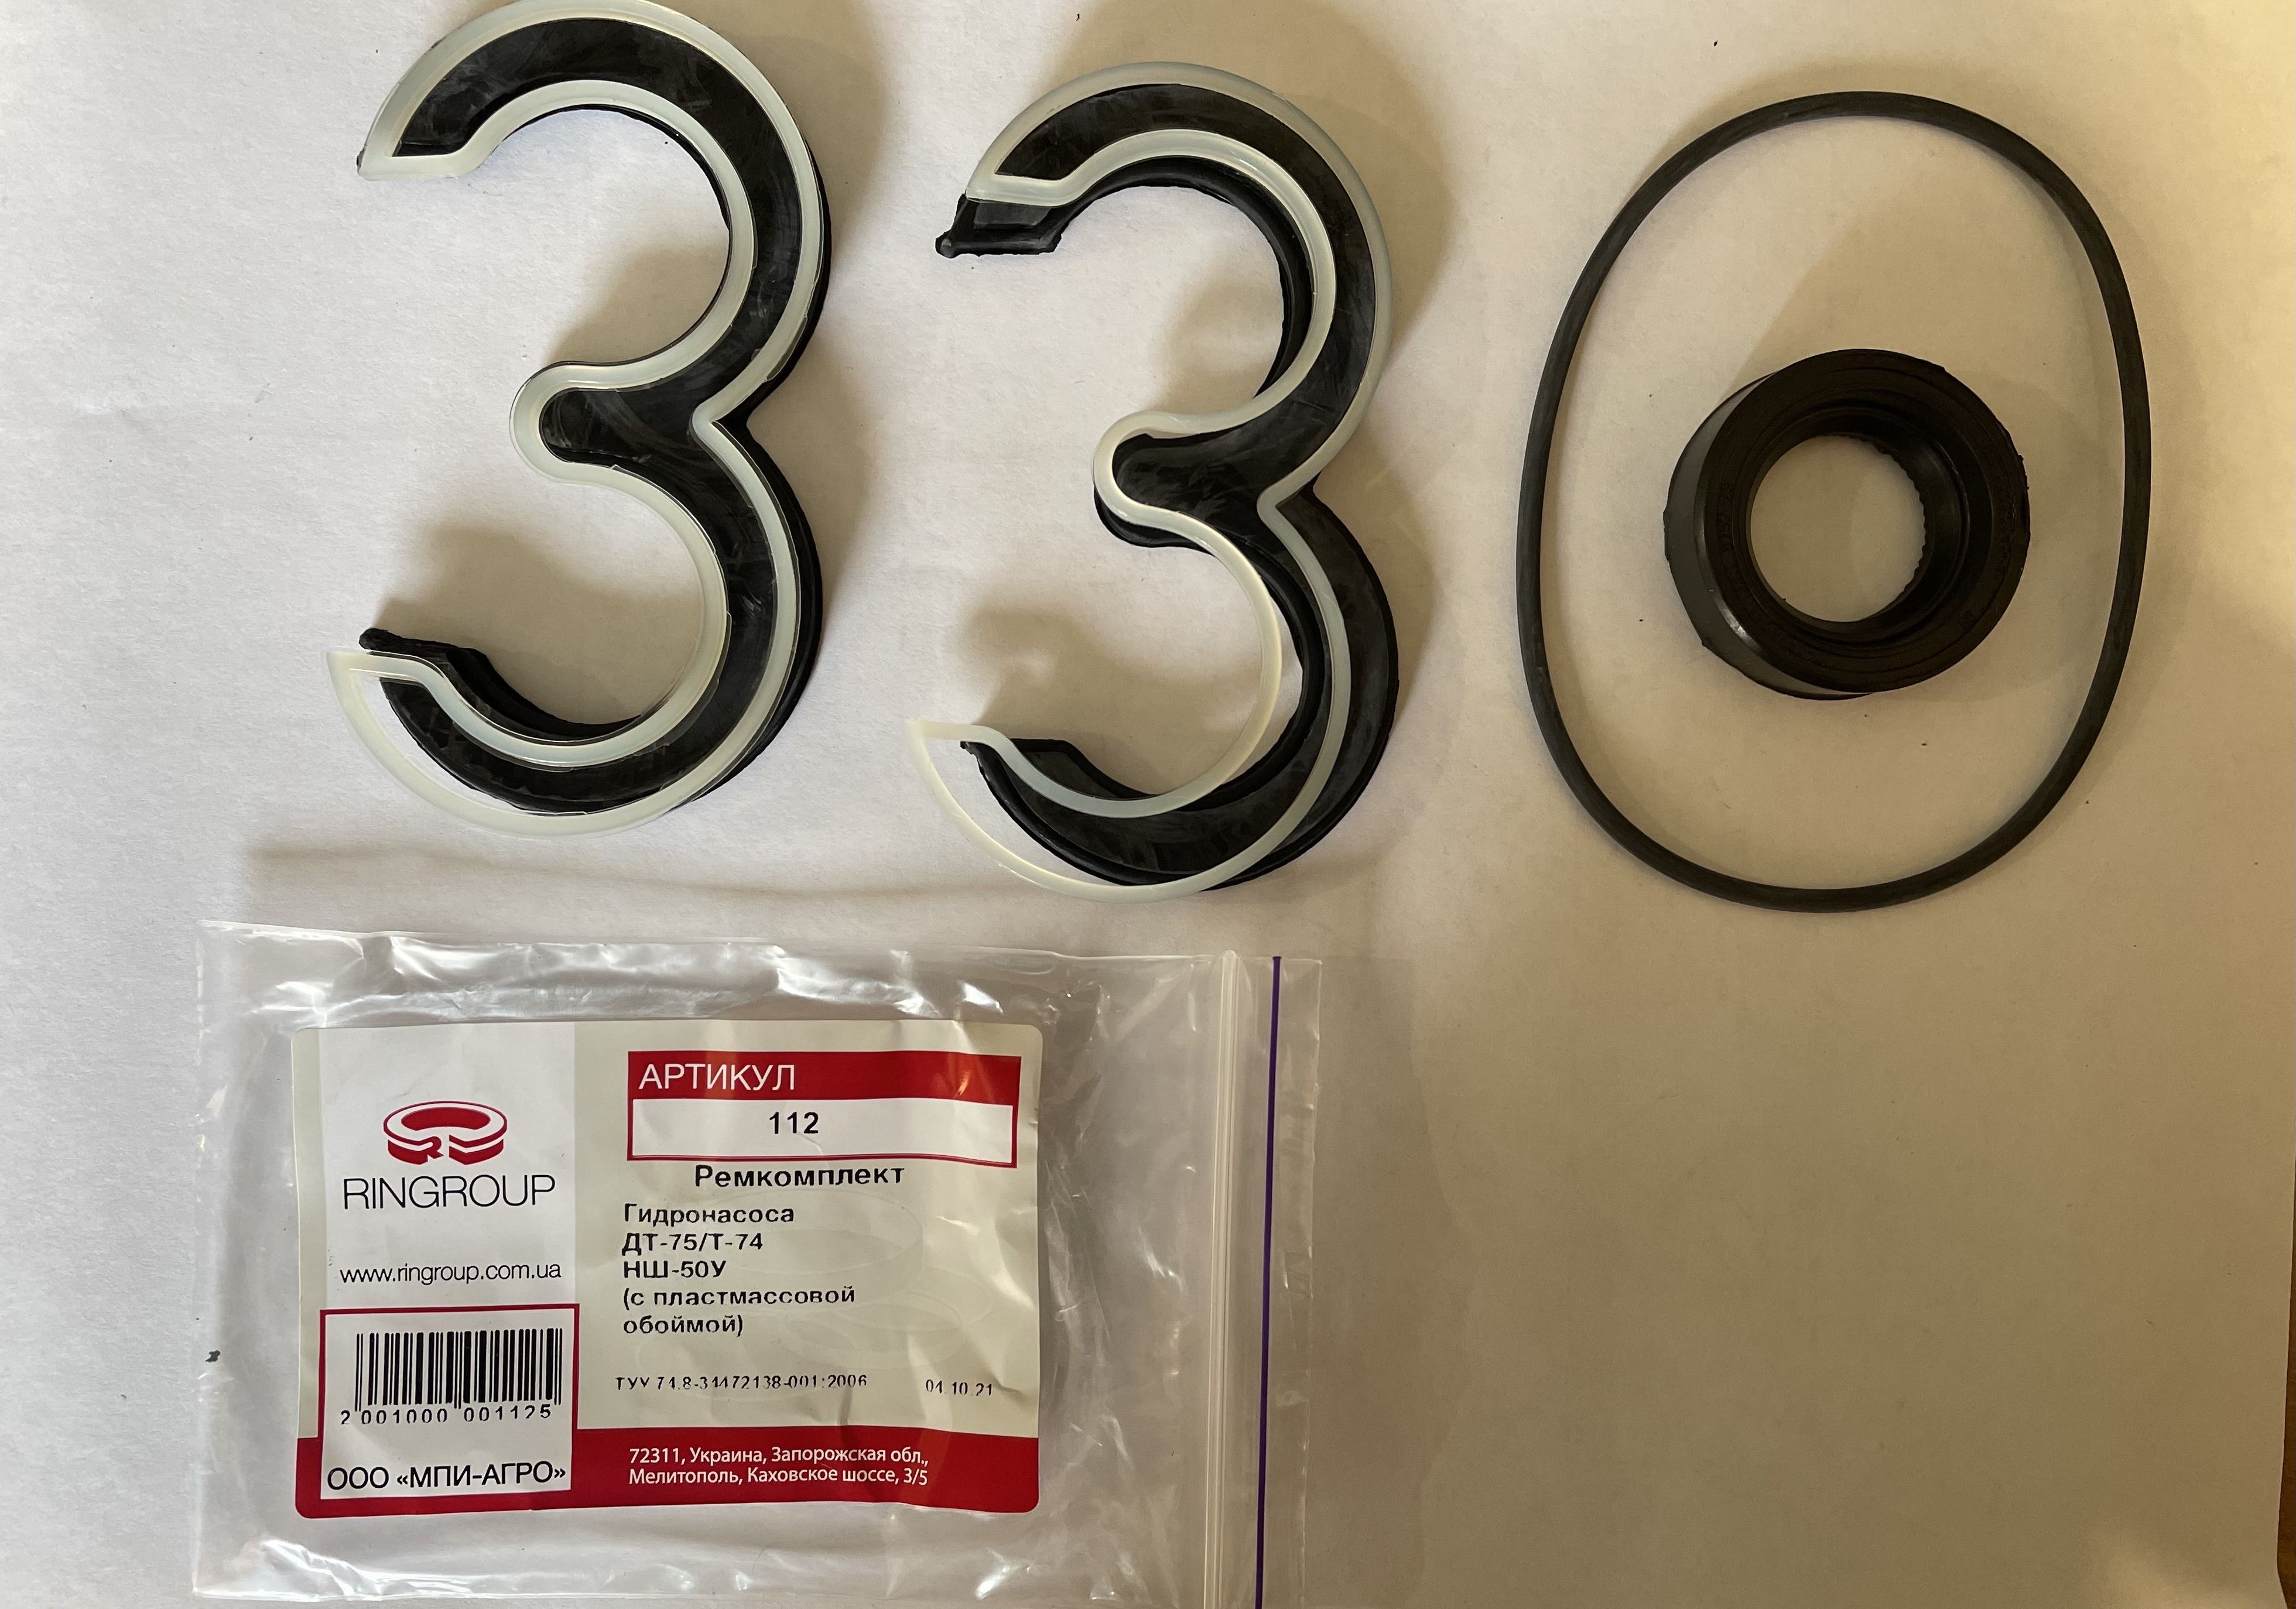 RINGROUP
www.ringroup.com.ua
2 001000 001125
ООО «МПИ-АГРО»
АРТИКУЛ
112
Ремкомплект
Гидронасоса
ДТ-75/Т-74
НШ-50У
(с пластмассовой
обоймой)
ТУУ 74.8-34472138-001:2006 04.10.21
72311, Украина, Запорожская обл.,
Мелитополь, Каховское шоссе, 3/5